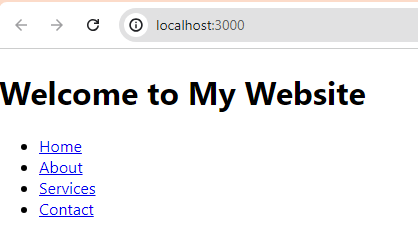 localhost:3000
Welcome to My Website
Home
About
Services
Contact